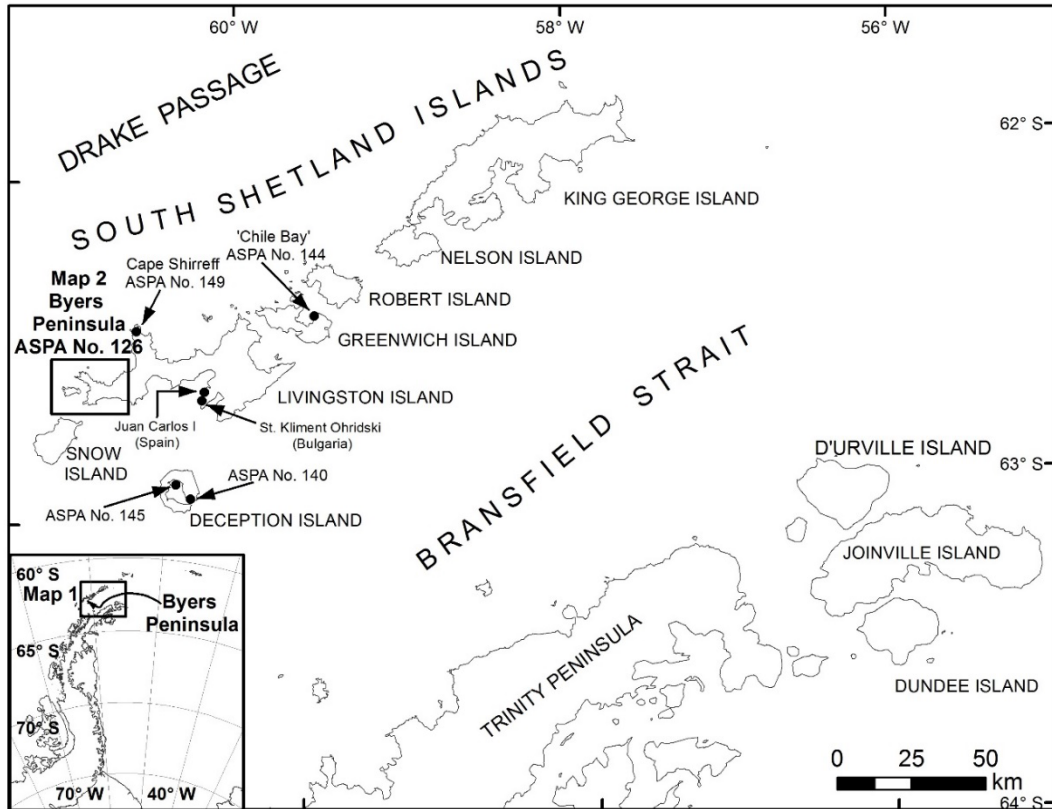 60° W
58° W
56° W
DRAKE PASSAGE
SOUTH SHETLAND ISLANDS
62° S
KING GEORGE ISLAND
'Chile Bay'
ASPA No. 144
NELSON ISLAND
Cape Shirreff
ASPA No. 149
Map 2
Byers
Peninsula
ASPA No. 126
ROBERT ISLAND
GREENWICH ISLAND
BRANSFIELD STRAIT
LIVINGSTON ISLAND
Juan Carlos I
(Spain)
St. Kliment Ohridski
(Bulgaria)
SNOW
ISLAND
D'URVILLE ISLAND
63° S
ASPA No. 140
ASPA No. 145
DECEPTION ISLAND
JOINVILLE ISLAND
60° S
Map 1
Byers
Peninsula
65° S
70° S
70° W
40° W
TRINITY PENINSULA
DUNDEE ISLAND
0 25 50
km
64° S